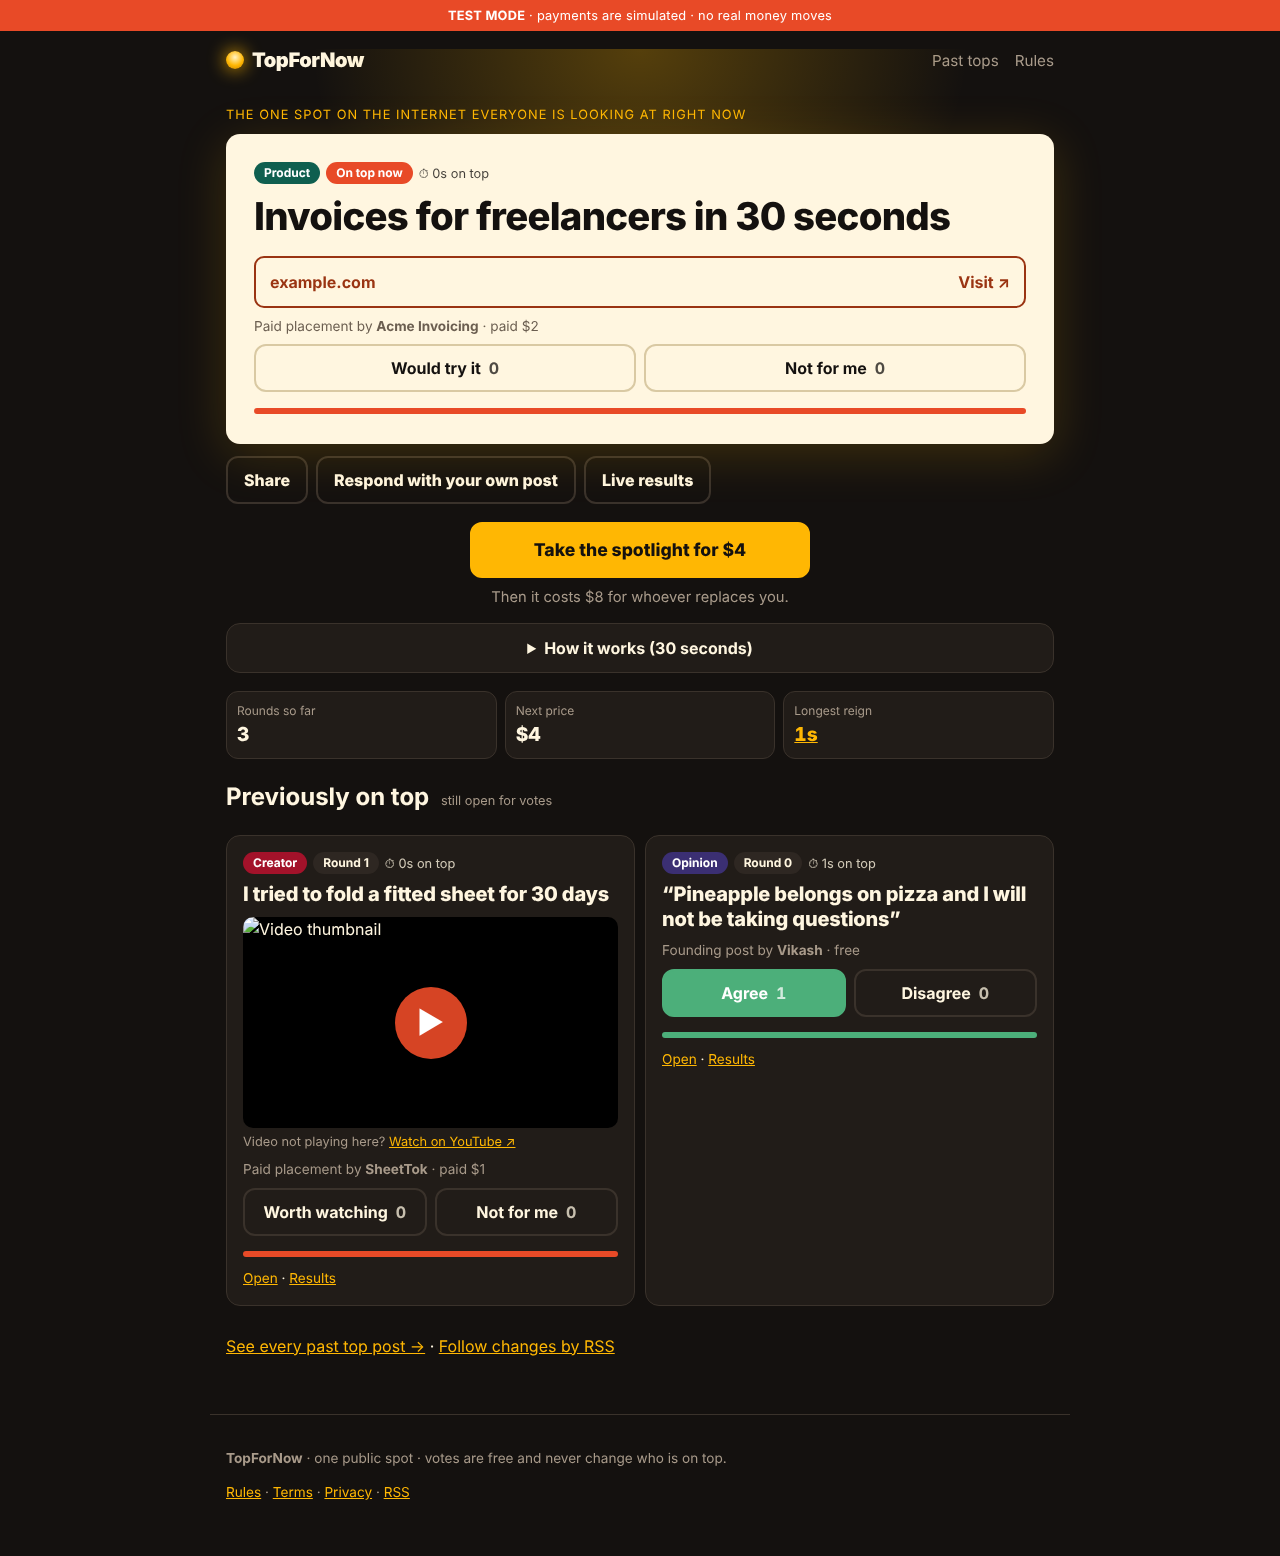 TEST MODE · payments are simulated · no real money moves
TopForNow
Past tops Rules
THE ONE SPOT ON THE INTERNET EVERYONE IS LOOKING AT RIGHT NOW
Product On top now ⏱ 0s on top
Invoices for freelancers in 30 seconds
example.com Visit ↗
Paid placement by Acme Invoicing · paid $2
Would try it 0 Not for me 0
Share Respond with your own post Live results
Take the spotlight for $4
Then it costs $8 for whoever replaces you.
▶ How it works (30 seconds)
Rounds so far
3
Next price
$4
Longest reign
1s
Previously on top still open for votes
Creator Round 1 ⏱ 0s on top
I tried to fold a fitted sheet for 30 days
Video thumbnail
Video not playing here? Watch on YouTube ↗
Paid placement by SheetTok · paid $1
Worth watching 0 Not for me 0
Open · Results
Opinion Round 0 ⏱ 1s on top
“Pineapple belongs on pizza and I will
not be taking questions”
Founding post by Vikash · free
Agree 1 Disagree 0
Open · Results
See every past top post → · Follow changes by RSS
TopForNow · one public spot · votes are free and never change who is on top.
Rules · Terms · Privacy · RSS